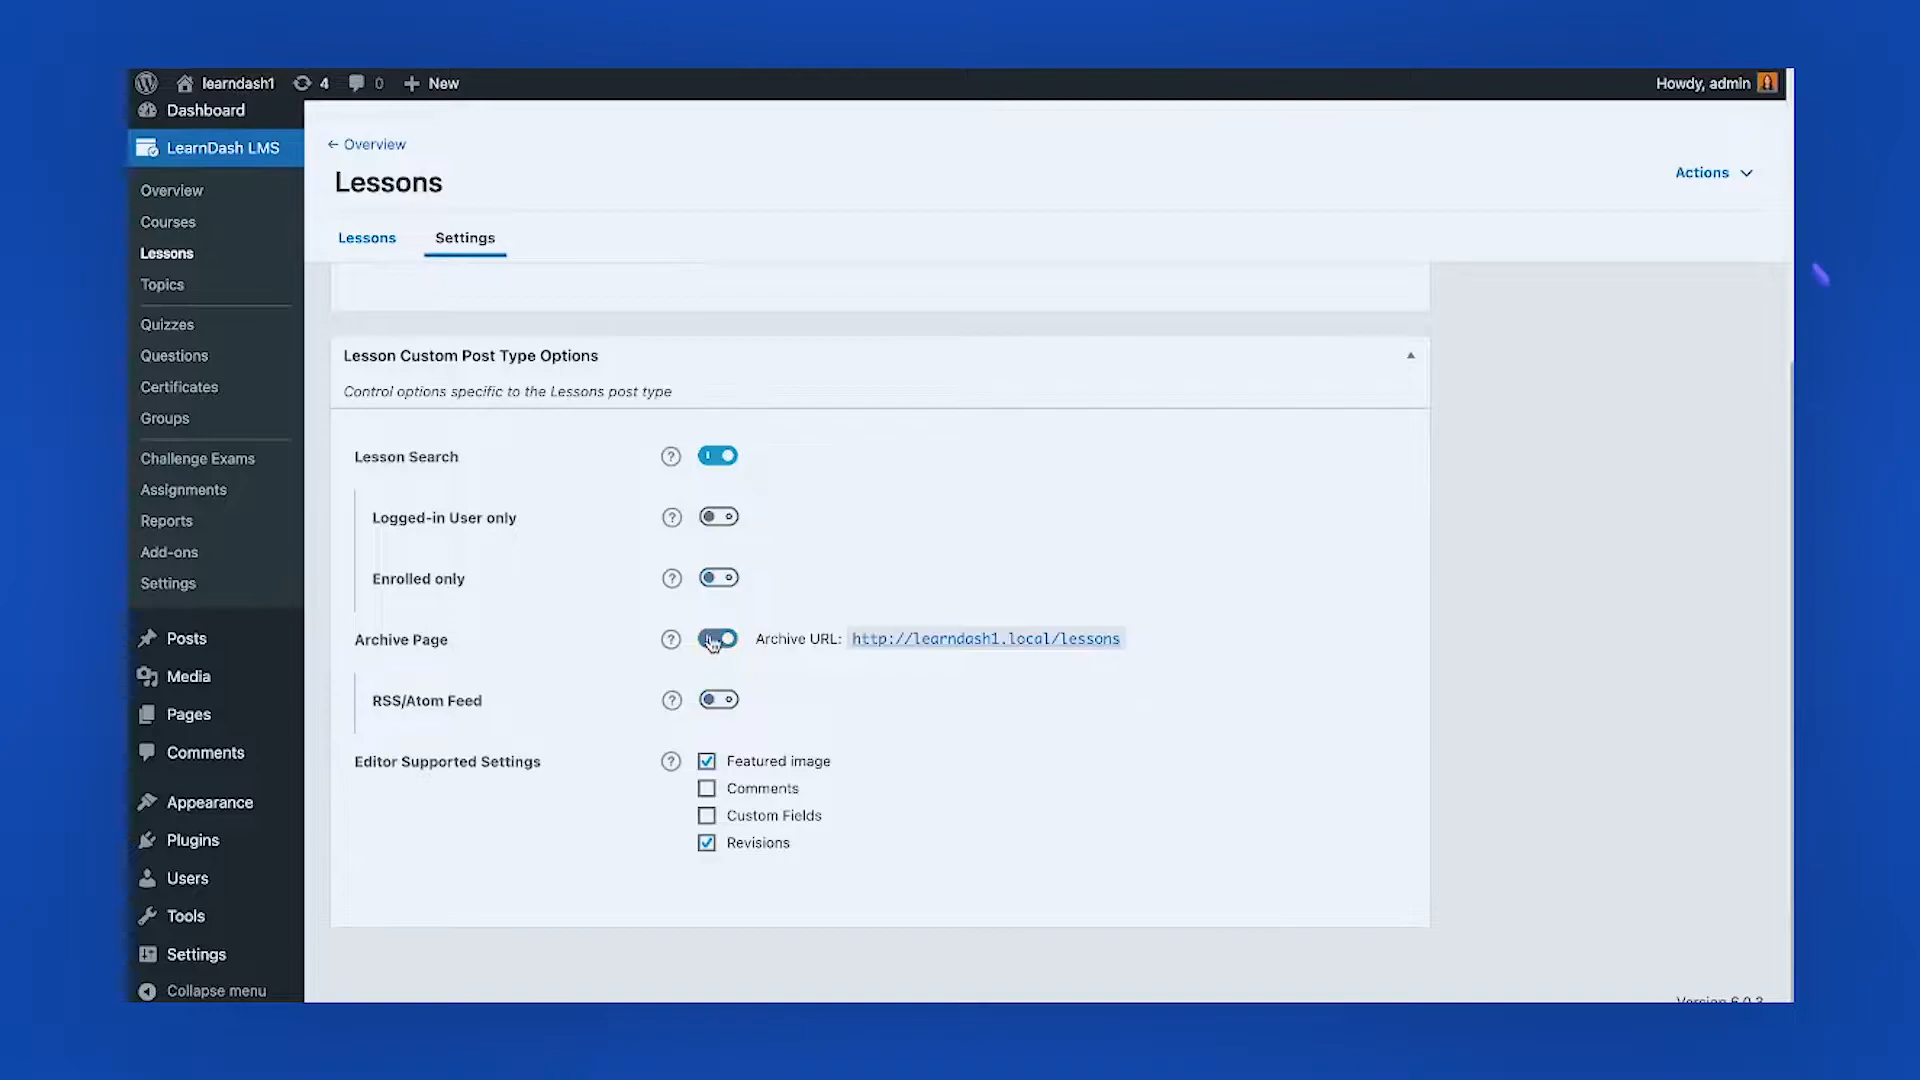 learndash1 4 0 New
Howdy, admin
Dashboard
LearnDash LMS
Overview
Courses
Lessons
Topics
Quizzes
Questions
Certificates
Groups
Challenge Exams
Assignments
Reports
Add-ons
Settings
Posts
Media
Pages
Comments
Appearance
Plugins
Users
Tools
Settings
Collapse menu
← Overview
Lessons
Actions
Lessons Settings
Lesson Custom Post Type Options
Control options specific to the Lessons post type
Lesson Search
Logged-in User only
Enrolled only
Archive Page Archive URL: http://learndash1.local/lessons
RSS/Atom Feed
Editor Supported Settings Featured image
Comments
Custom Fields
Revisions
Version 6.0.3